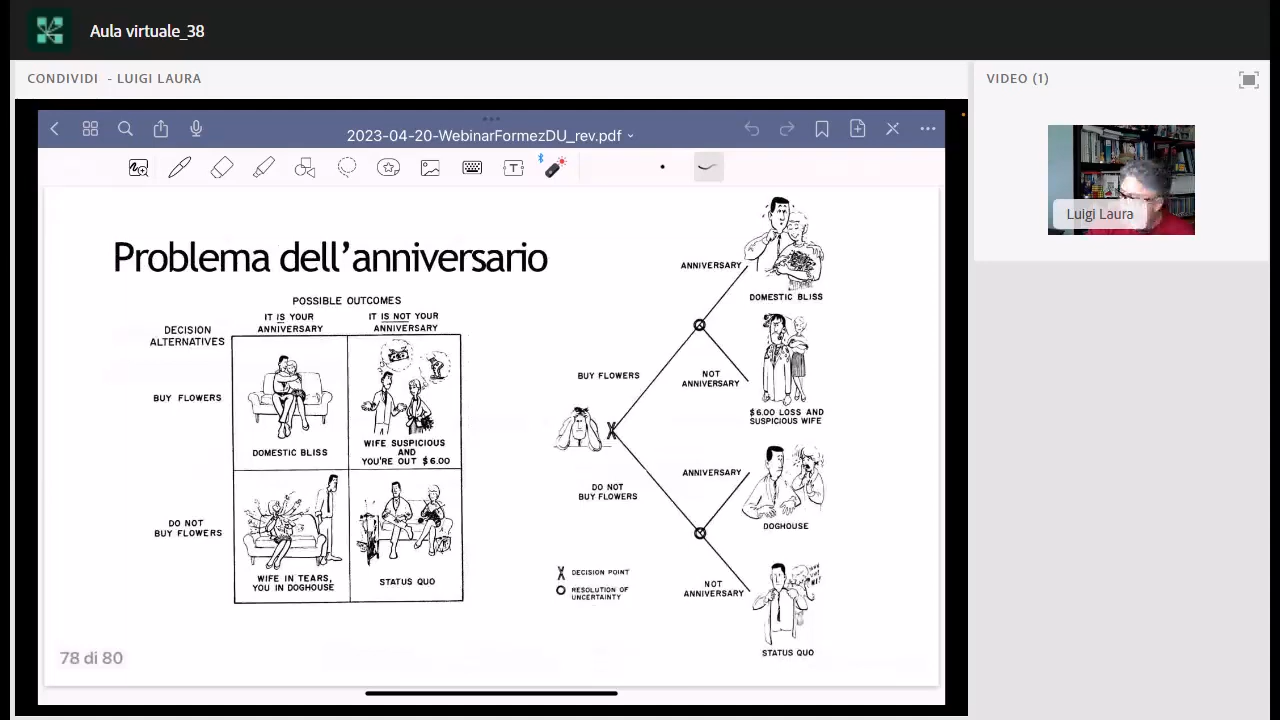 Aula virtuale_38
CONDIVIDI - LUIGI LAURA
VIDEO (1)
2023-04-20-WebinarFormezDU_rev.pdf
T
Luigi Laura
Problema dell'anniversario
POSSIBLE OUTCOMES
DECISION
ALTERNATIVES
IT IS YOUR
ANNIVERSARY
IT IS NOT YOUR
ANNIVERSARY
BUY FLOWERS
DOMESTIC BLISS
WIFE SUSPICIOUS
AND
YOU'RE OUT $6.00
DO NOT
BUY FLOWERS
WIFE IN TEARS,
YOU IN DOGHOUSE
STATUS QUO
ANNIVERSARY
DOMESTIC BLISS
BUY FLOWERS
NOT
ANNIVERSARY
$6.00 LOSS AND
SUSPICIOUS WIFE
X
DO NOT
BUY FLOWERS
ANNIVERSARY
DOGHOUSE
NOT
ANNIVERSARY
STATUS QUO
X DECISION POINT
O RESOLUTION OF
UNCERTAINTY
78 di 80